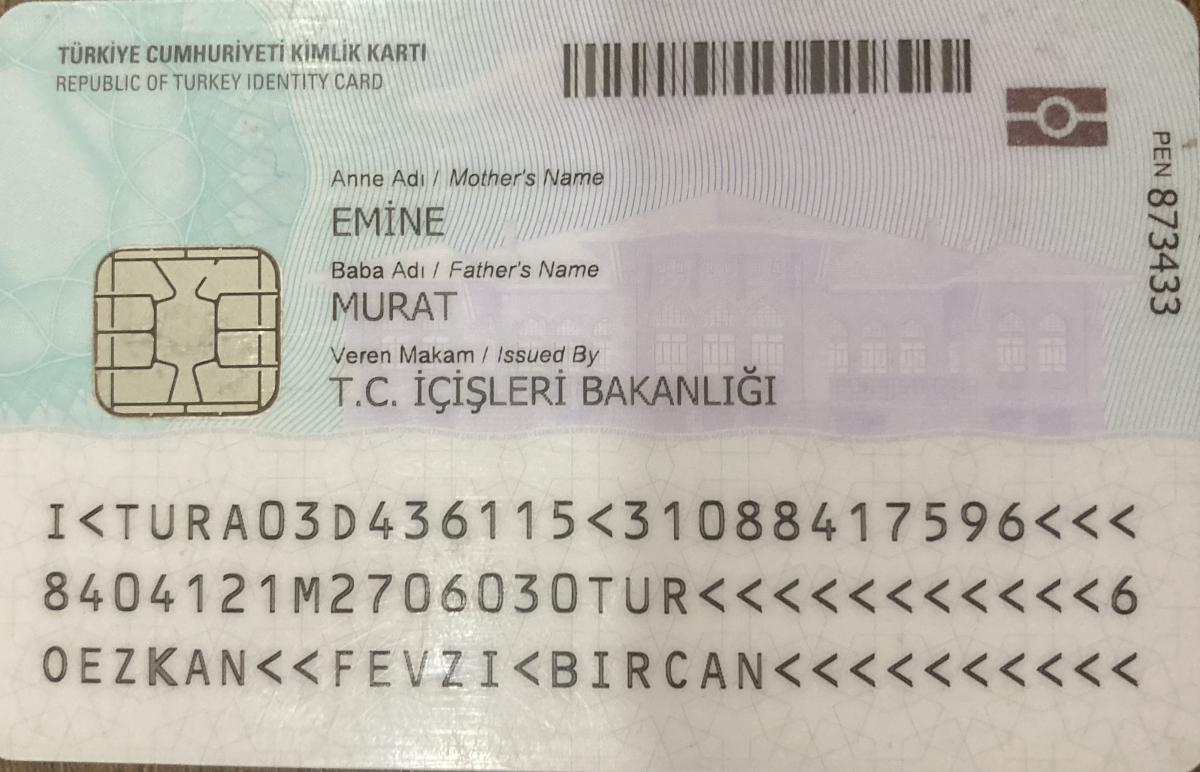 TÜRKİYE CUMHURİYETİ KİMLİK KARTI
REPUBLIC OF TURKEY IDENTITY CARD
PEN 873433
Anne Adı / Mother's Name
EMİNE
Baba Adı / Father's Name
MURAT
Veren Makam / Issued By
T.C. İÇİŞLERİ BAKANLIĞI
I<TURA03D436115<31088417596<<<
8404121M2706030TUR<<<<<<<<<<<6
OEZKAN<<FEVZI<BIRCAN<<<<<<<<<<